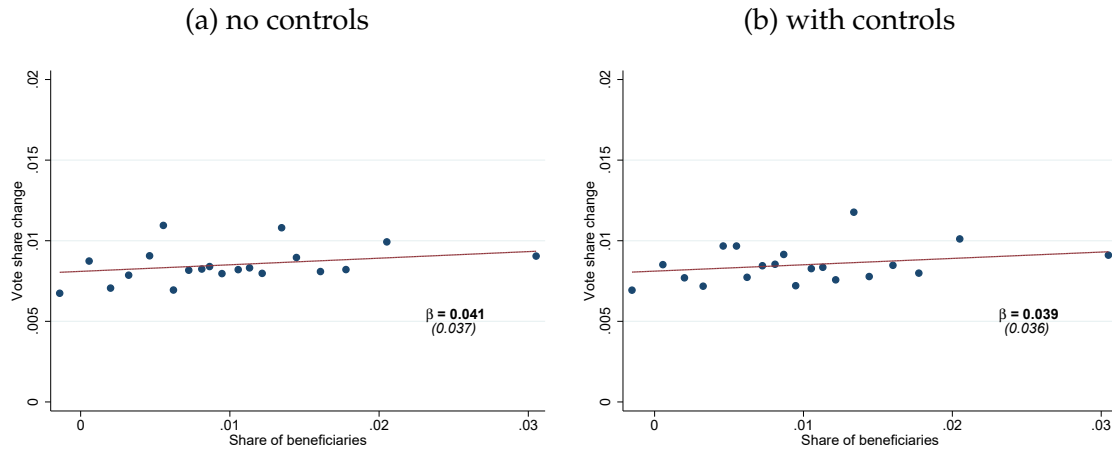 (a) no controls
.02
.015
.01
.005
0
Vote share change
β = 0.041
(0.037)
0
.01
.02
.03
Share of beneficiaries
(b) with controls
.02
.015
.01
.005
0
Vote share change
β = 0.039
(0.036)
0
.01
.02
.03
Share of beneficiaries